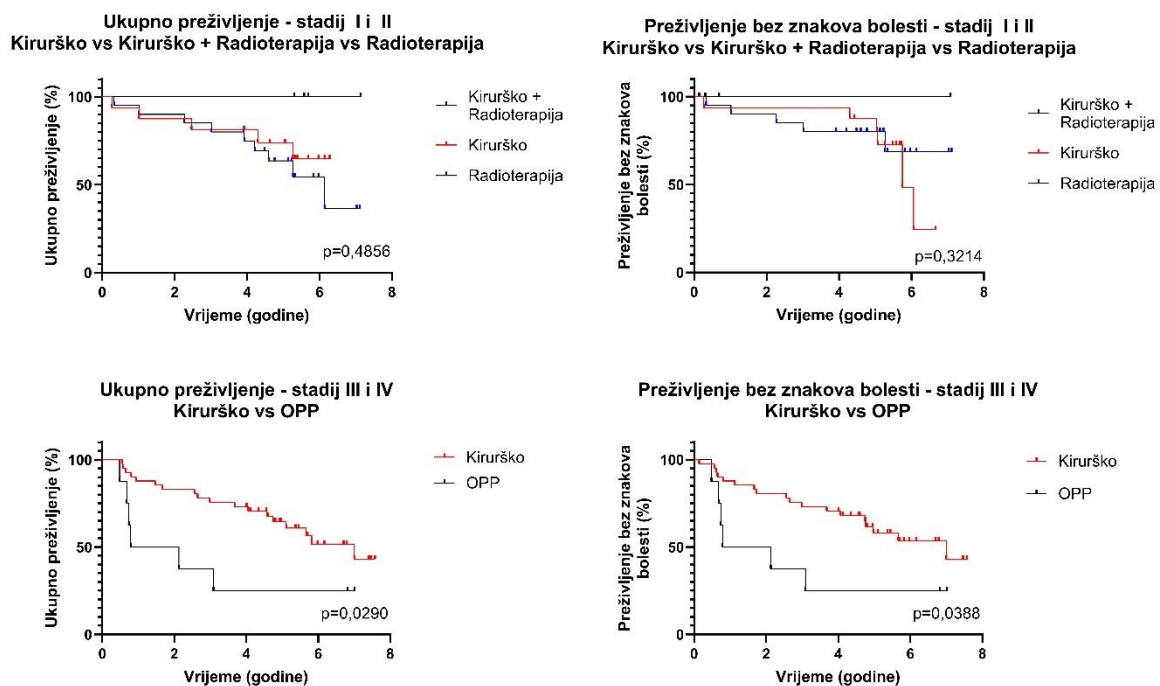 Ukupno preživljenje - stadij I i II
Kirurško vs Kirurško + Radioterapija vs Radioterapija
Ukupno preživljenje (%)
100
50
0
0 2 4 6 8
Vrijeme (godine)
p=0,4856
Kirurško +
Radioterapija
Kirurško
Radioterapija
Preživljenje bez znakova bolesti - stadij I i II
Kirurško vs Kirurško + Radioterapija vs Radioterapija
Preživljenje bez znakova
bolesti (%)
100
50
0
0 2 4 6 8
Vrijeme (godine)
p=0,3214
Kirurško +
Radioterapija
Kirurško
Radioterapija
Ukupno preživljenje - stadij III i IV
Kirurško vs OPP
Ukupno preživljenje (%)
100
50
0
0 2 4 6 8
Vrijeme (godine)
p=0,0290
Kirurško
OPP
Preživljenje bez znakova bolesti - stadij III i IV
Kirurško vs OPP
Preživljenje bez znakova
bolesti (%)
100
50
0
0 2 4 6 8
Vrijeme (godine)
p=0,0388
Kirurško
OPP